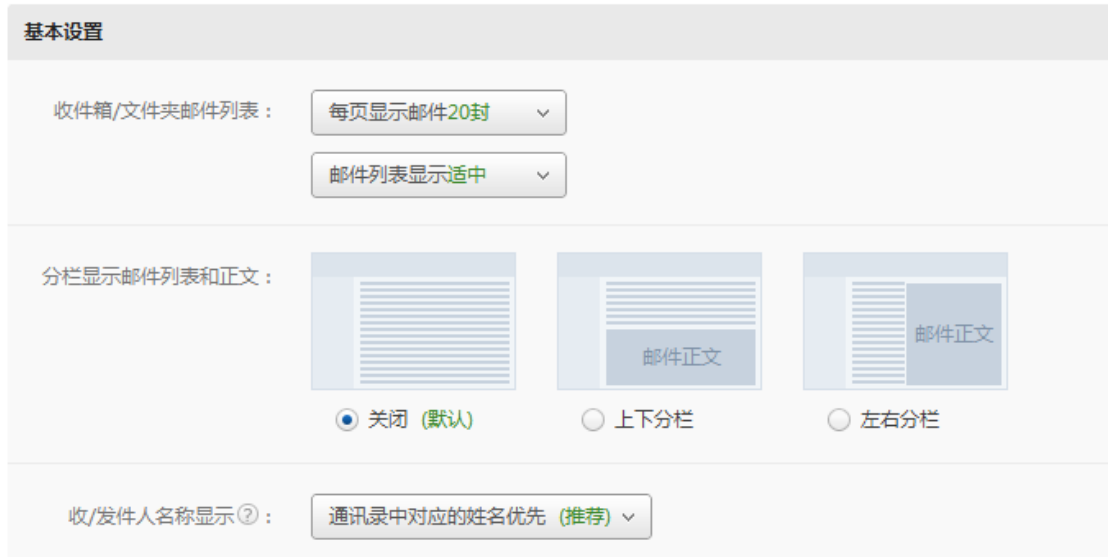 基本设置
收件箱/文件夹邮件列表：
每页显示邮件20封
邮件列表显示适中
分栏显示邮件列表和正文：
邮件正文
邮件正文
关闭 (默认)
上下分栏
左右分栏
收/发件人名称显示?：
通讯录中对应的姓名优先 (推荐)